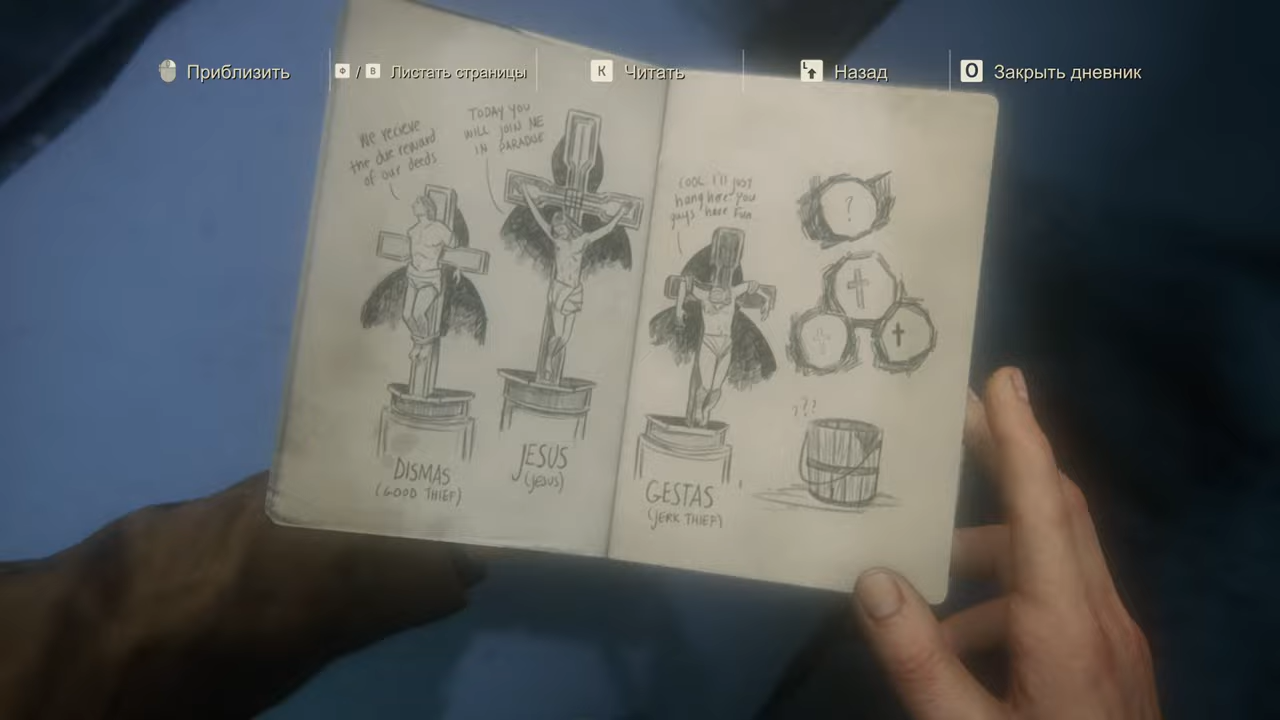 Приблизить
Ф / В Листать страницы
К Читать
L Назад
O Закрыть дневник
We recieve
the due reward
of our deeds
TODAY YOU
WILL JOIN ME
IN PARADISE
COOL. I'll just
hang here. you
guys have fun.
?
???
DISMAS
(GOOD THIEF)
JESUS
(JESUS)
GESTAS
(JERK THIEF)